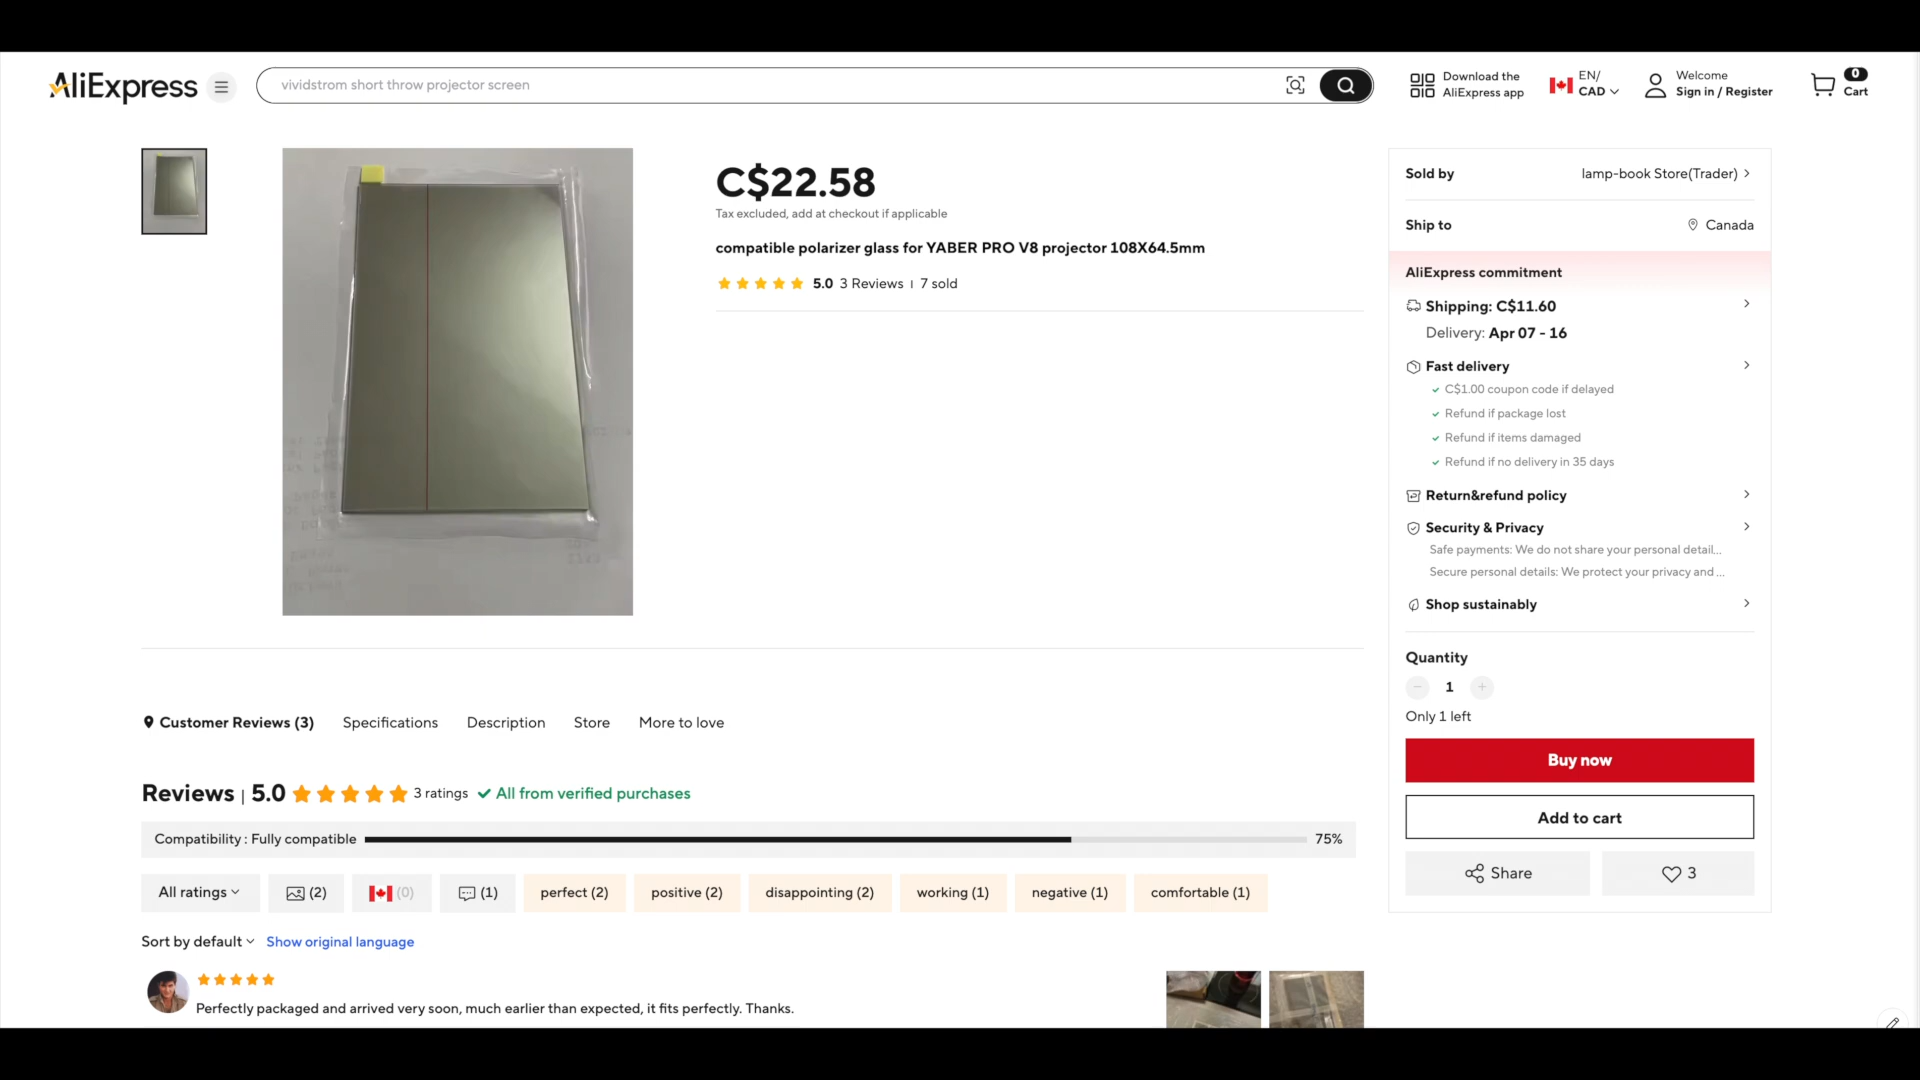 AliExpress
vividstrom short throw projector screen
Download the
AliExpress app
EN/
CAD
Welcome
Sign in / Register
0
Cart
C$22.58
Tax excluded, add at checkout if applicable
compatible polarizer glass for YABER PRO V8 projector 108X64.5mm
5.0 3 Reviews | 7 sold
Sold by lamp-book Store(Trader)
Ship to Canada
AliExpress commitment
Shipping: C$11.60
Delivery: Apr 07 - 16
Fast delivery
C$1.00 coupon code if delayed
Refund if package lost
Refund if items damaged
Refund if no delivery in 35 days
Return&refund policy
Security & Privacy
Safe payments: We do not share your personal detail...
Secure personal details: We protect your privacy and ...
Shop sustainably
Quantity
1
Only 1 left
Buy now
Add to cart
Share
3
Customer Reviews (3) Specifications Description Store More to love
Reviews | 5.0 3 ratings All from verified purchases
Compatibility : Fully compatible 75%
All ratings (2) (0) (1) perfect (2) positive (2) disappointing (2) working (1) negative (1) comfortable (1)
Sort by default Show original language
Perfectly packaged and arrived very soon, much earlier than expected, it fits perfectly. Thanks.